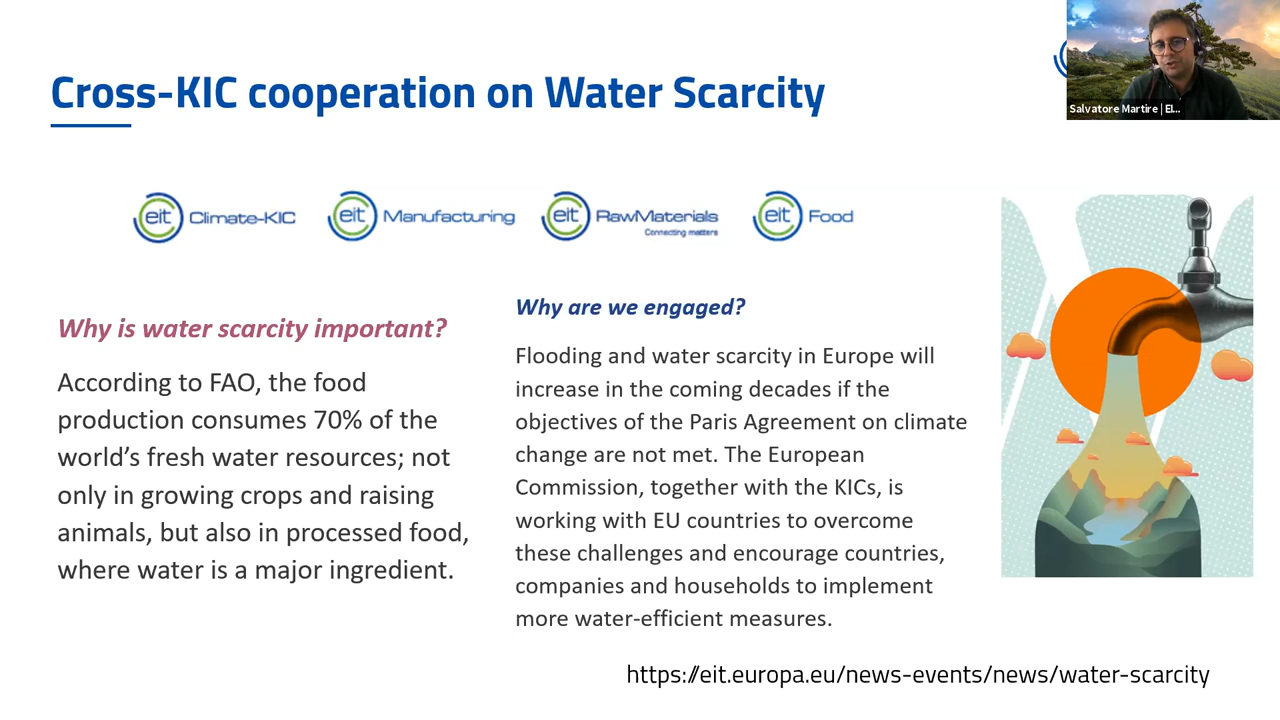 Cross-KIC cooperation on Water Scarcity
Salvatore Martire | EI...
eit Climate-KIC
eit Manufacturing
eit RawMaterials
Connecting matters
eit Food
Why is water scarcity important?
According to FAO, the food
production consumes 70% of the
world’s fresh water resources; not
only in growing crops and raising
animals, but also in processed food,
where water is a major ingredient.
Why are we engaged?
Flooding and water scarcity in Europe will
increase in the coming decades if the
objectives of the Paris Agreement on climate
change are not met. The European
Commission, together with the KICs, is
working with EU countries to overcome
these challenges and encourage countries,
companies and households to implement
more water-efficient measures.
https://eit.europa.eu/news-events/news/water-scarcity